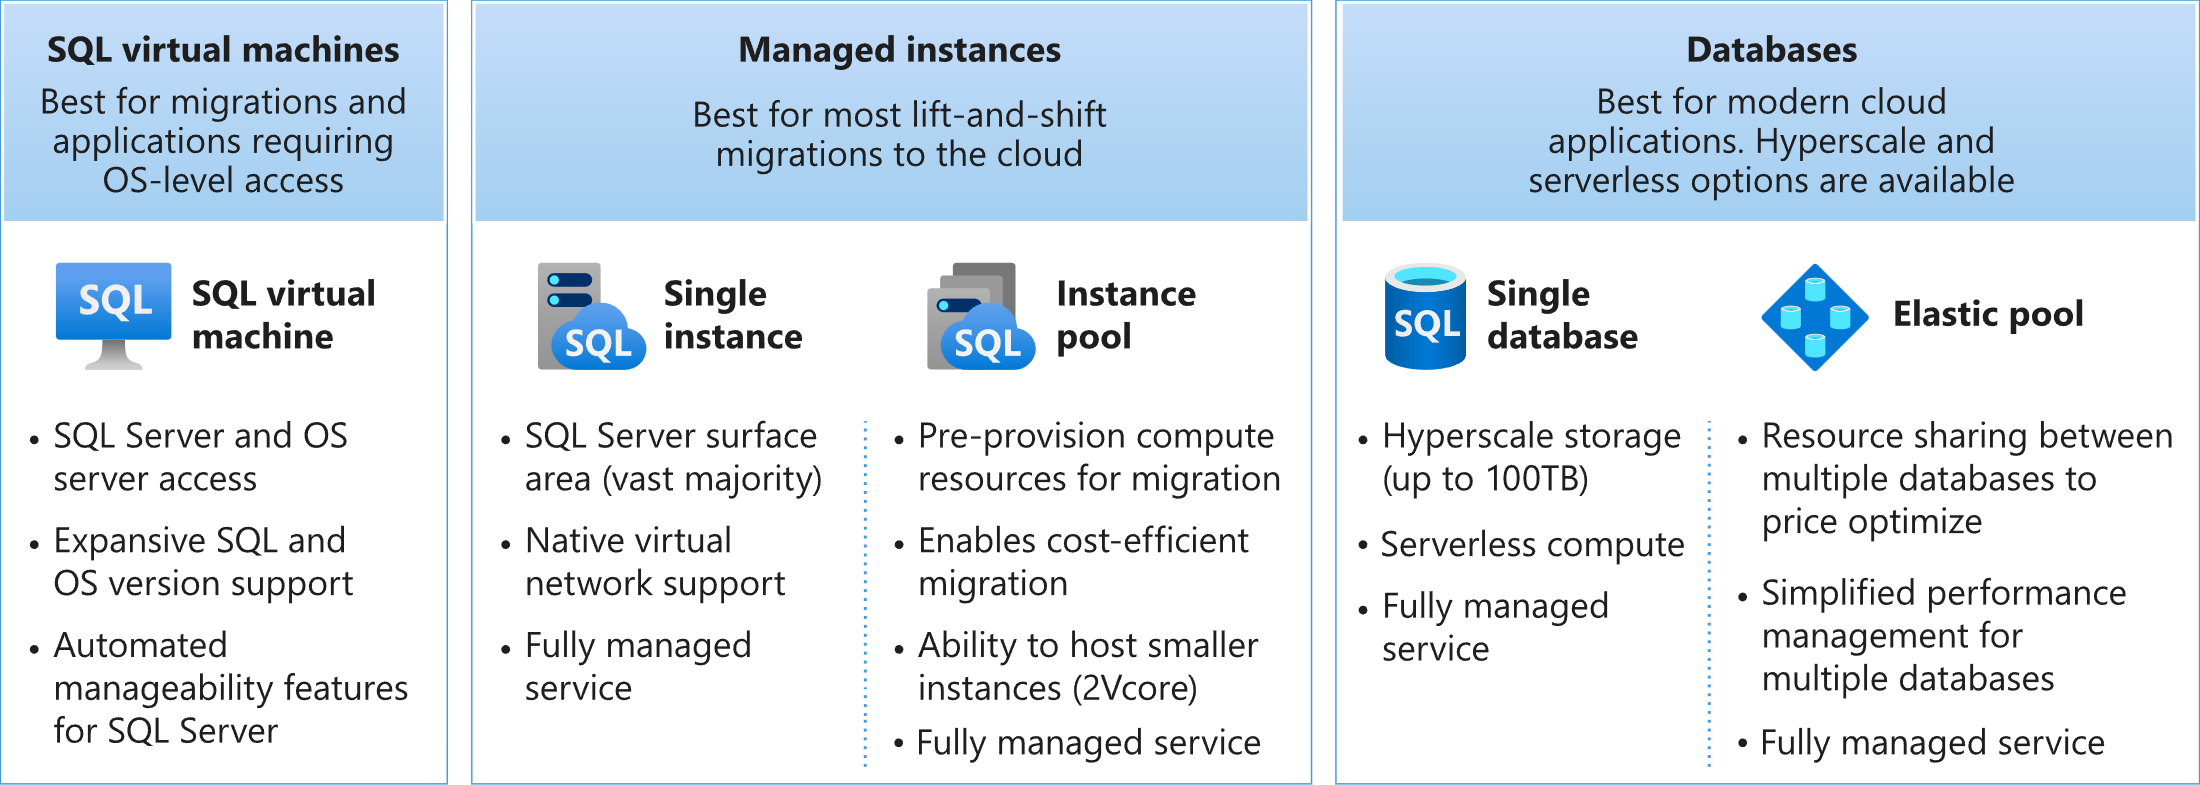 SQL virtual machines
Best for migrations and
applications requiring
OS-level access
SQL
SQL virtual
machine
• SQL Server and OS
server access
• Expansive SQL and
OS version support
• Automated
manageability features
for SQL Server
Managed instances
Best for most lift-and-shift
migrations to the cloud
SQL
Single
instance
• SQL Server surface
area (vast majority)
• Native virtual
network support
• Fully managed
service
SQL
Instance
pool
• Pre-provision compute
resources for migration
• Enables cost-efficient
migration
• Ability to host smaller
instances (2Vcore)
• Fully managed service
Databases
Best for modern cloud
applications. Hyperscale and
serverless options are available
SQL
Single
database
• Hyperscale storage
(up to 100TB)
• Serverless compute
• Fully managed
service
Elastic pool
• Resource sharing between
multiple databases to
price optimize
• Simplified performance
management for
multiple databases
• Fully managed service